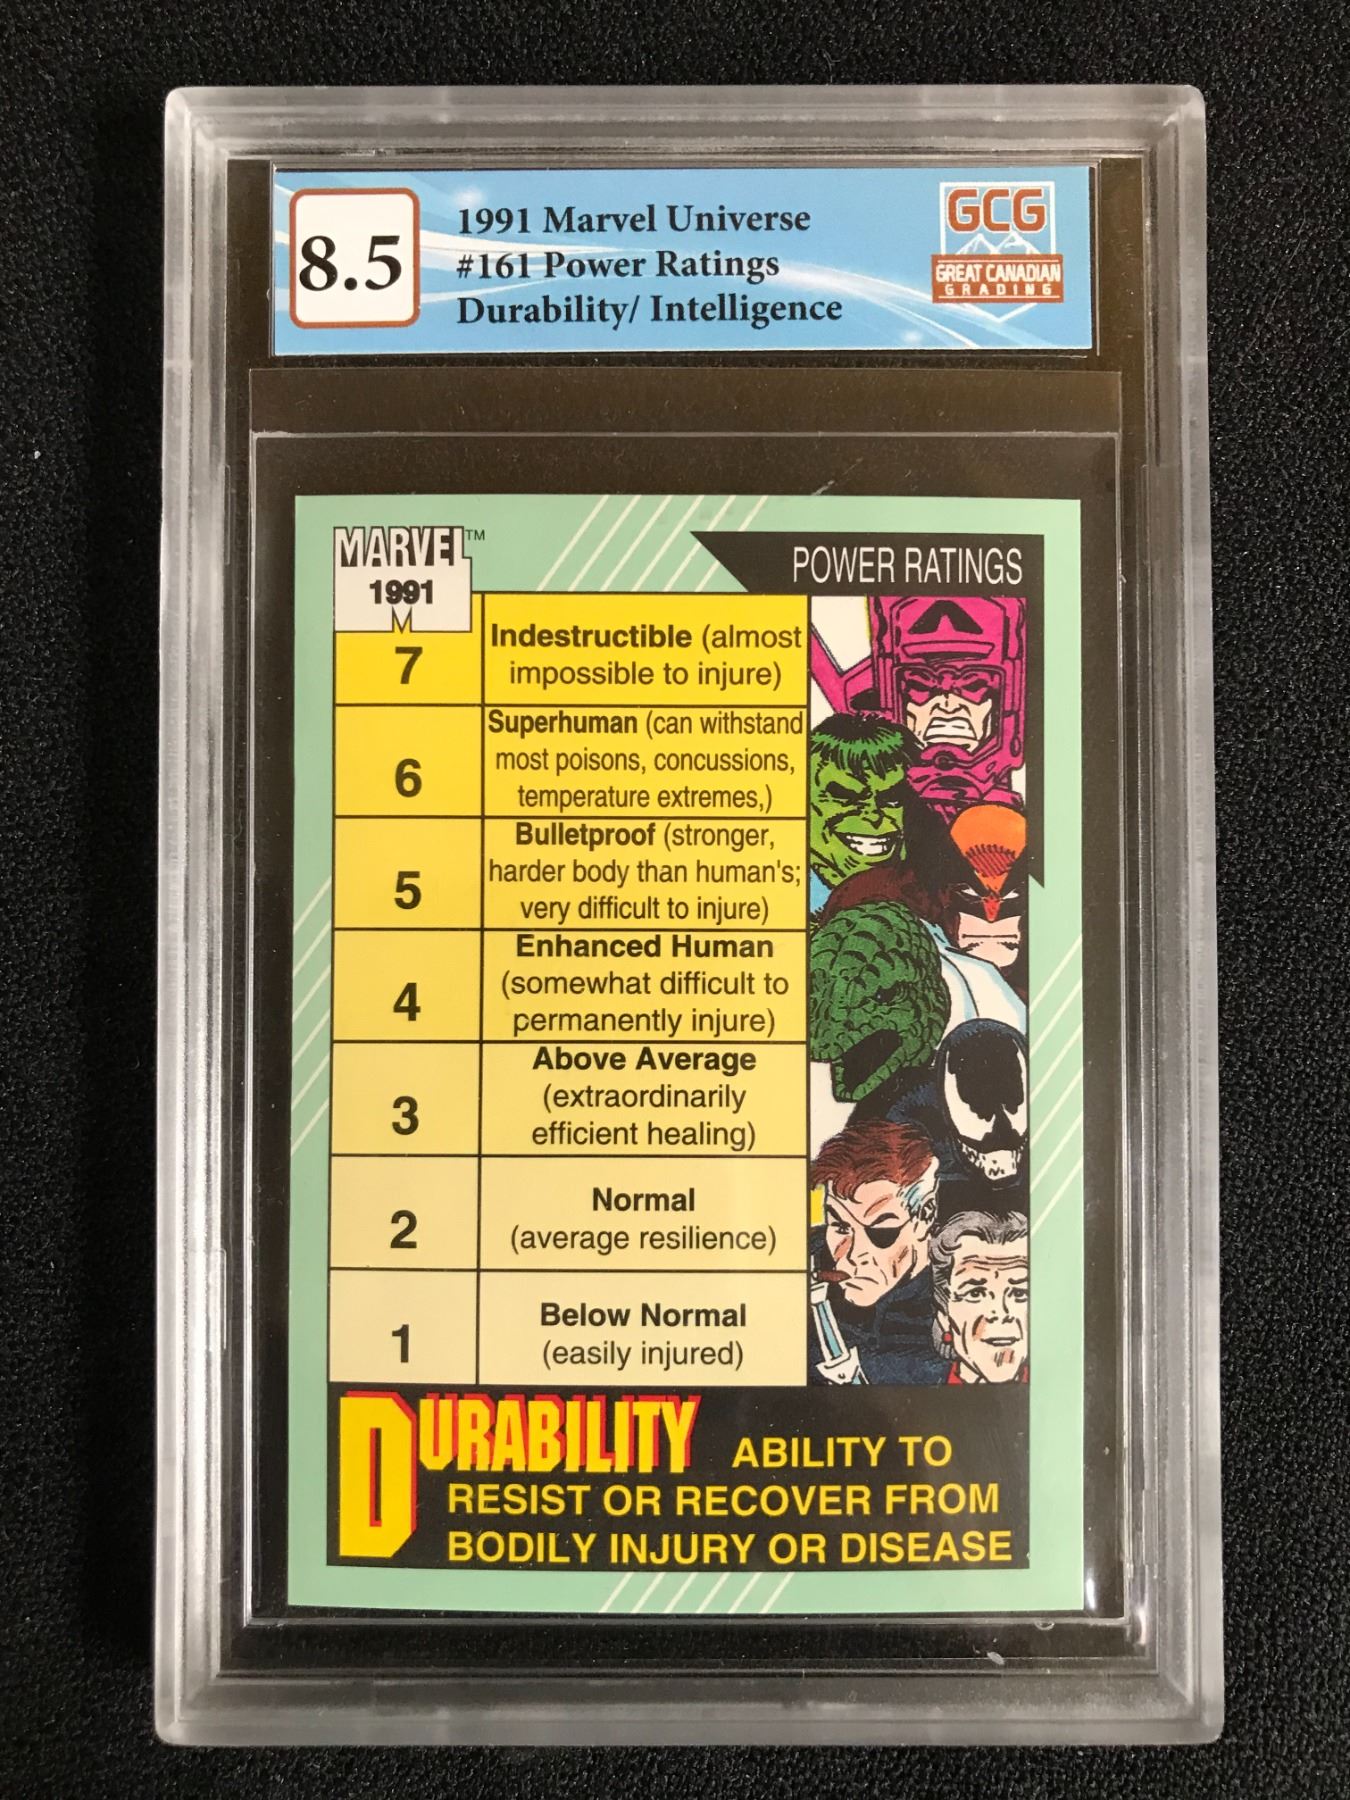 8.5
1991 Marvel Universe
#161 Power Ratings
Durability/ Intelligence
GCG
GREAT CANADIAN
GRADING
MARVEL™
1991
POWER RATINGS
7
Indestructible (almost
impossible to injure)
6
Superhuman (can withstand
most poisons, concussions,
temperature extremes,)
5
Bulletproof (stronger,
harder body than human's;
very difficult to injure)
4
Enhanced Human
(somewhat difficult to
permanently injure)
3
Above Average
(extraordinarily
efficient healing)
2
Normal
(average resilience)
1
Below Normal
(easily injured)
DURABILITY ABILITY TO
RESIST OR RECOVER FROM
BODILY INJURY OR DISEASE